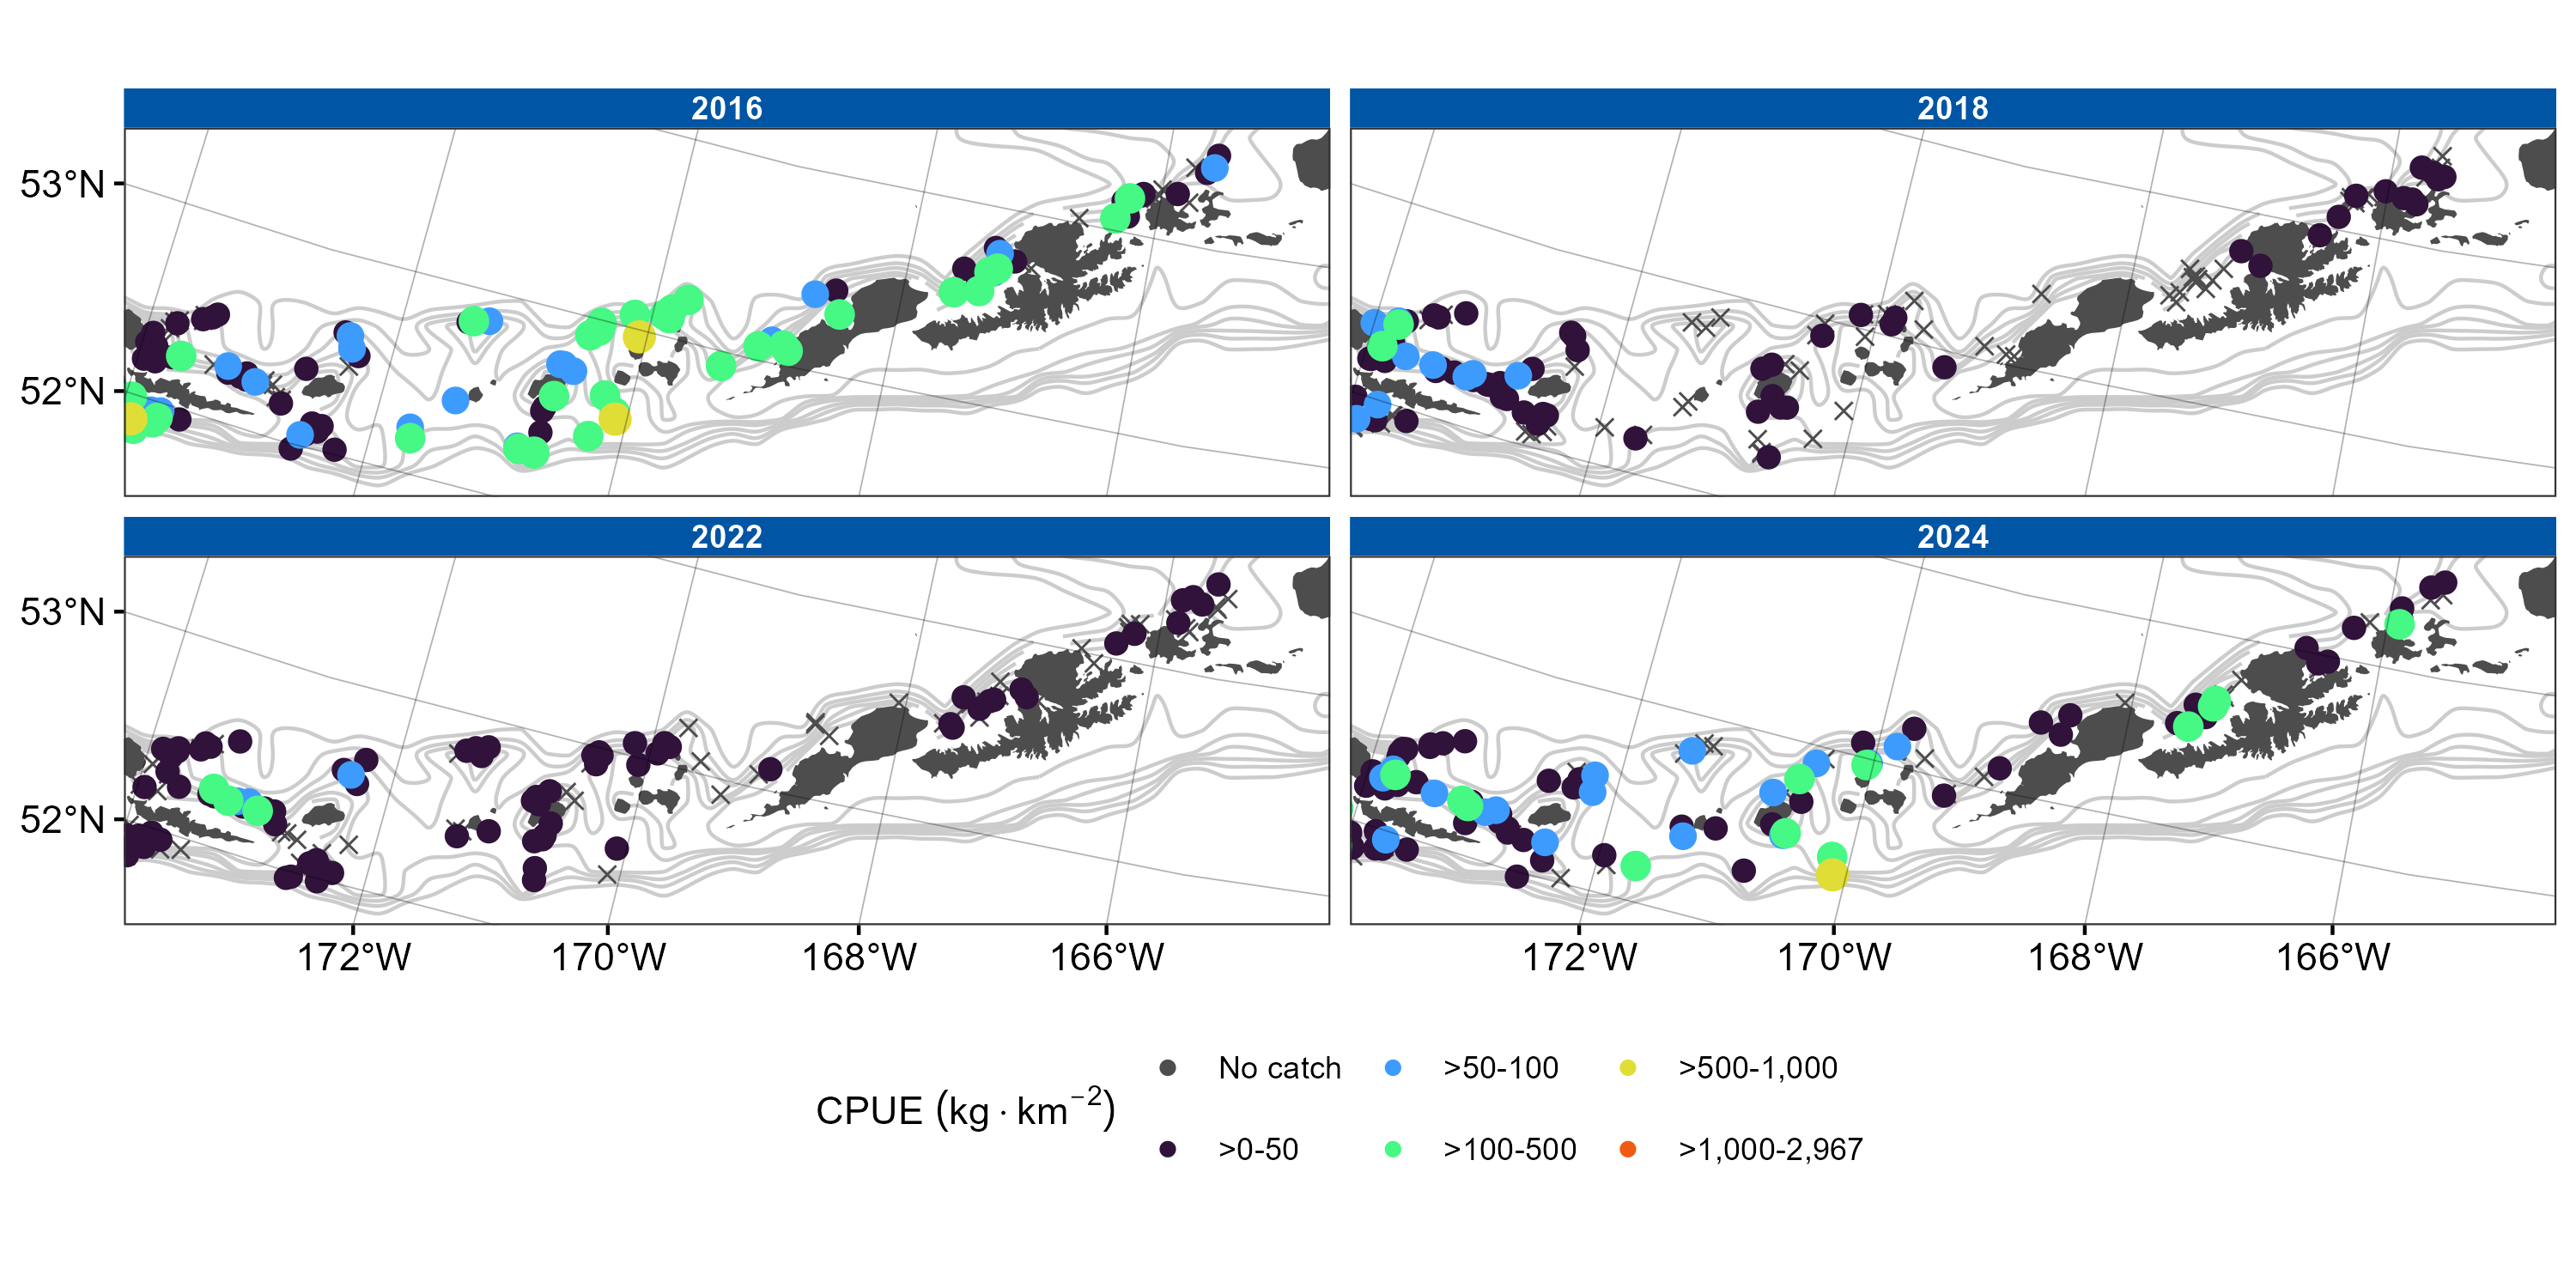 2016
2018
53°N
52°N
2022
2024
53°N
52°N
172°W 170°W 168°W 166°W
172°W 170°W 168°W 166°W
CPUE (kg · km⁻²)
No catch
>50-100
>500-1,000
>0-50
>100-500
>1,000-2,967